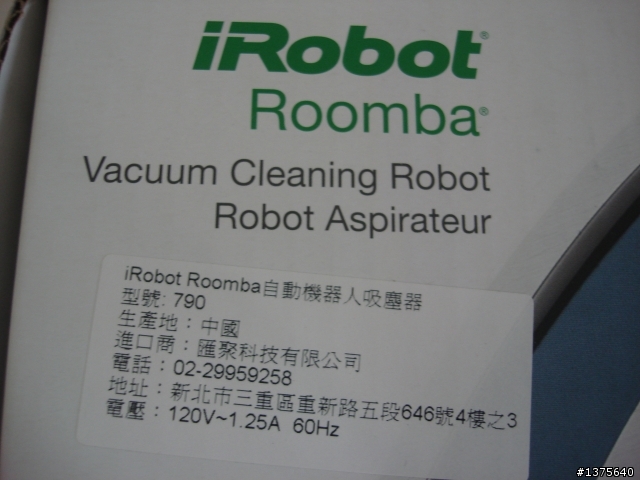 iRobot®
Roomba®
Vacuum Cleaning Robot
Robot Aspirateur
iRobot Roomba自動機器人吸塵器
型號: 790
生產地：中國
進口商：匯聚科技有限公司
電話：02-29959258
地址：新北市三重區重新路五段646號4樓之3
電壓：120V~1.25A 60Hz
#1375640